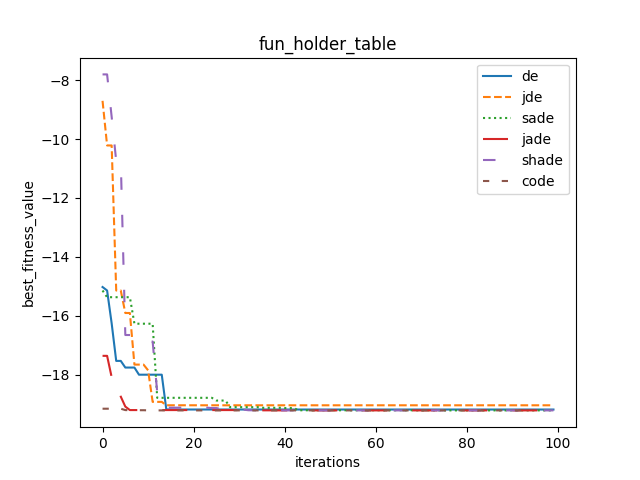 fun_holder_table
best_fitness_value
−8
−10
−12
−14
−16
−18
0
20
40
60
80
100
iterations
de
jde
sade
jade
shade
code